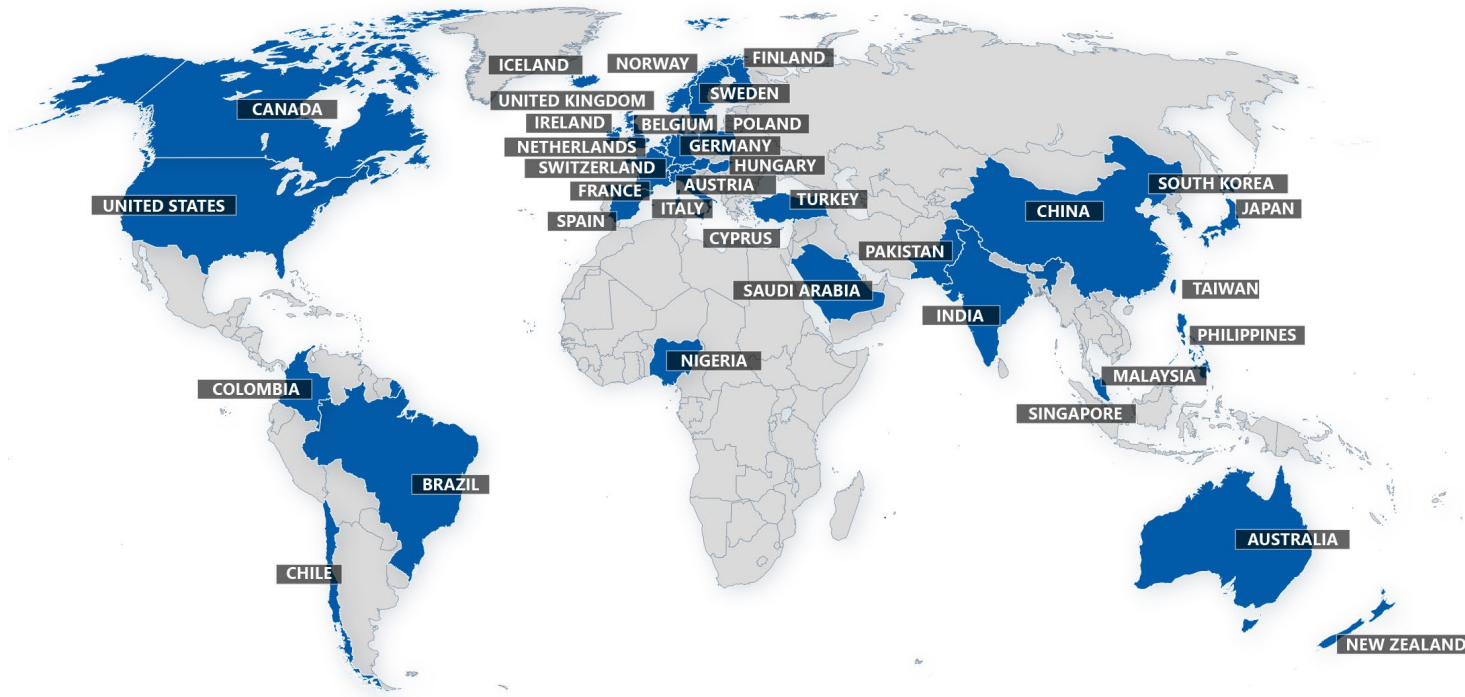 ICELAND
NORWAY
FINLAND
UNITED KINGDOM
SWEDEN
CANADA
IRELAND
BELGIUM
POLAND
NETHERLANDS
GERMANY
SWITZERLAND
HUNGARY
FRANCE
AUSTRIA
SOUTH KOREA
UNITED STATES
ITALY
TURKEY
CHINA
JAPAN
SPAIN
CYPRUS
PAKISTAN
SAUDI ARABIA
TAIWAN
INDIA
PHILIPPINES
NIGERIA
MALAYSIA
COLOMBIA
SINGAPORE
BRAZIL
AUSTRALIA
CHILE
NEW ZEALAND